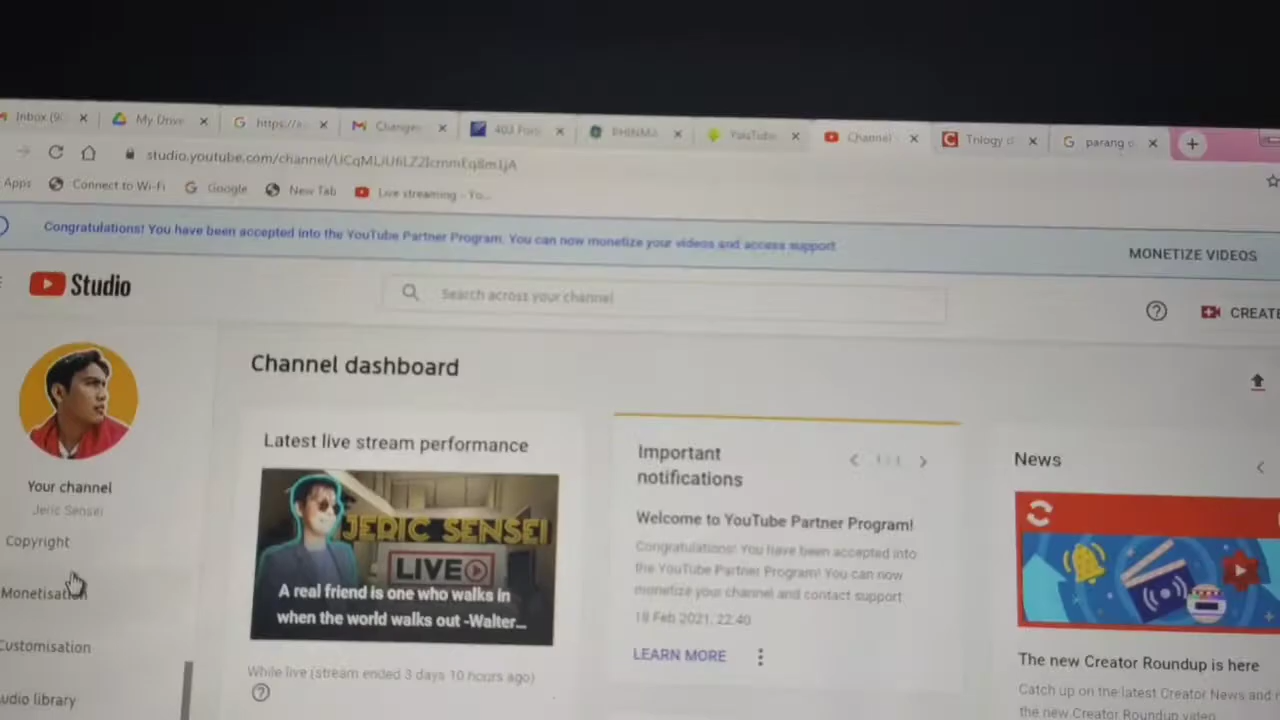 Inbox (9
My Drive
https://a
Changes
403 For
PHINMA
YouTube
Channel
Trilogy
parang
studio.youtube.com/channel/
Apps
Connect to Wi-Fi
Google
New Tab
Live streaming - Yo...
Congratulations! You have been accepted into the YouTube Partner Program. You can now monetize your videos and access support
MONETIZE VIDEOS
Studio
Search across your channel
CREATE
Channel dashboard
Your channel
Jeric Sensei
Copyright
Monetisation
Customisation
udio library
Latest live stream performance
JERIC SENSEI
LIVE
A real friend is one who walks in
when the world walks out -Walter...
While live (stream ended 3 days 10 hours ago)
Important
notifications
1 / 1
Welcome to YouTube Partner Program!
Congratulations! You have been accepted into
the YouTube Partner Program! You can now
monetize your channel and contact support
18 Feb 2021, 22:40
LEARN MORE
News
The new Creator Roundup is here
Catch up on the latest Creator News and
the new Creator Roundup video